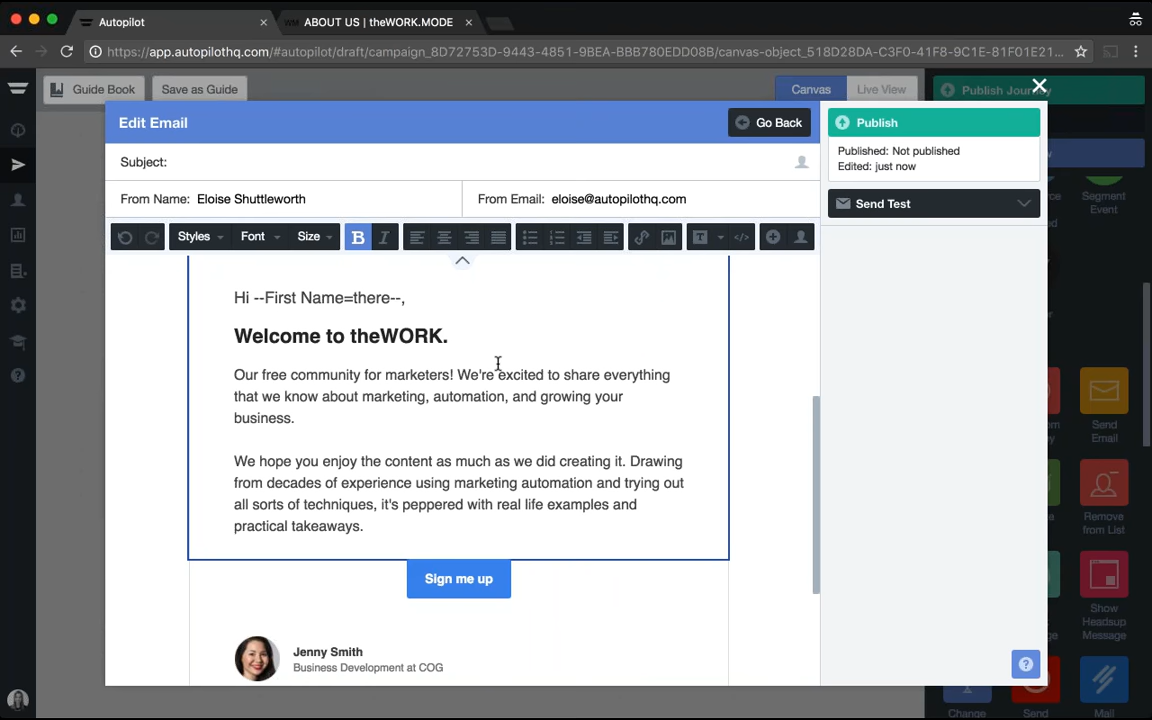 Autopilot
ABOUT US | theWORK.MODE
https://app.autopilothq.com/#autopilot/draft/campaign_8D72753D-9443-4851-9BEA-BBB780EDD08B/canvas-object_518D28DA-C3F0-41F8-9C1E-81F01E21...
Guide Book
Save as Guide
Canvas
Live View
Publish Journey
Edit Email
Go Back
Publish
Subject:
Published: Not published
Edited: just now
From Name: Eloise Shuttleworth
From Email: eloise@autopilothq.com
Send Test
Segment
Event
Styles
Font
Size
B
I
T
</>
Hi --First Name=there--,
Welcome to theWORK.
Our free community for marketers! We're excited to share everything
that we know about marketing, automation, and growing your
business.
We hope you enjoy the content as much as we did creating it. Drawing
from decades of experience using marketing automation and trying out
all sorts of techniques, it's peppered with real life examples and
practical takeaways.
Sign me up
Jenny Smith
Business Development at COG
Send
Email
Remove
from List
Show
Headsup
Message
Change
Send
Mail